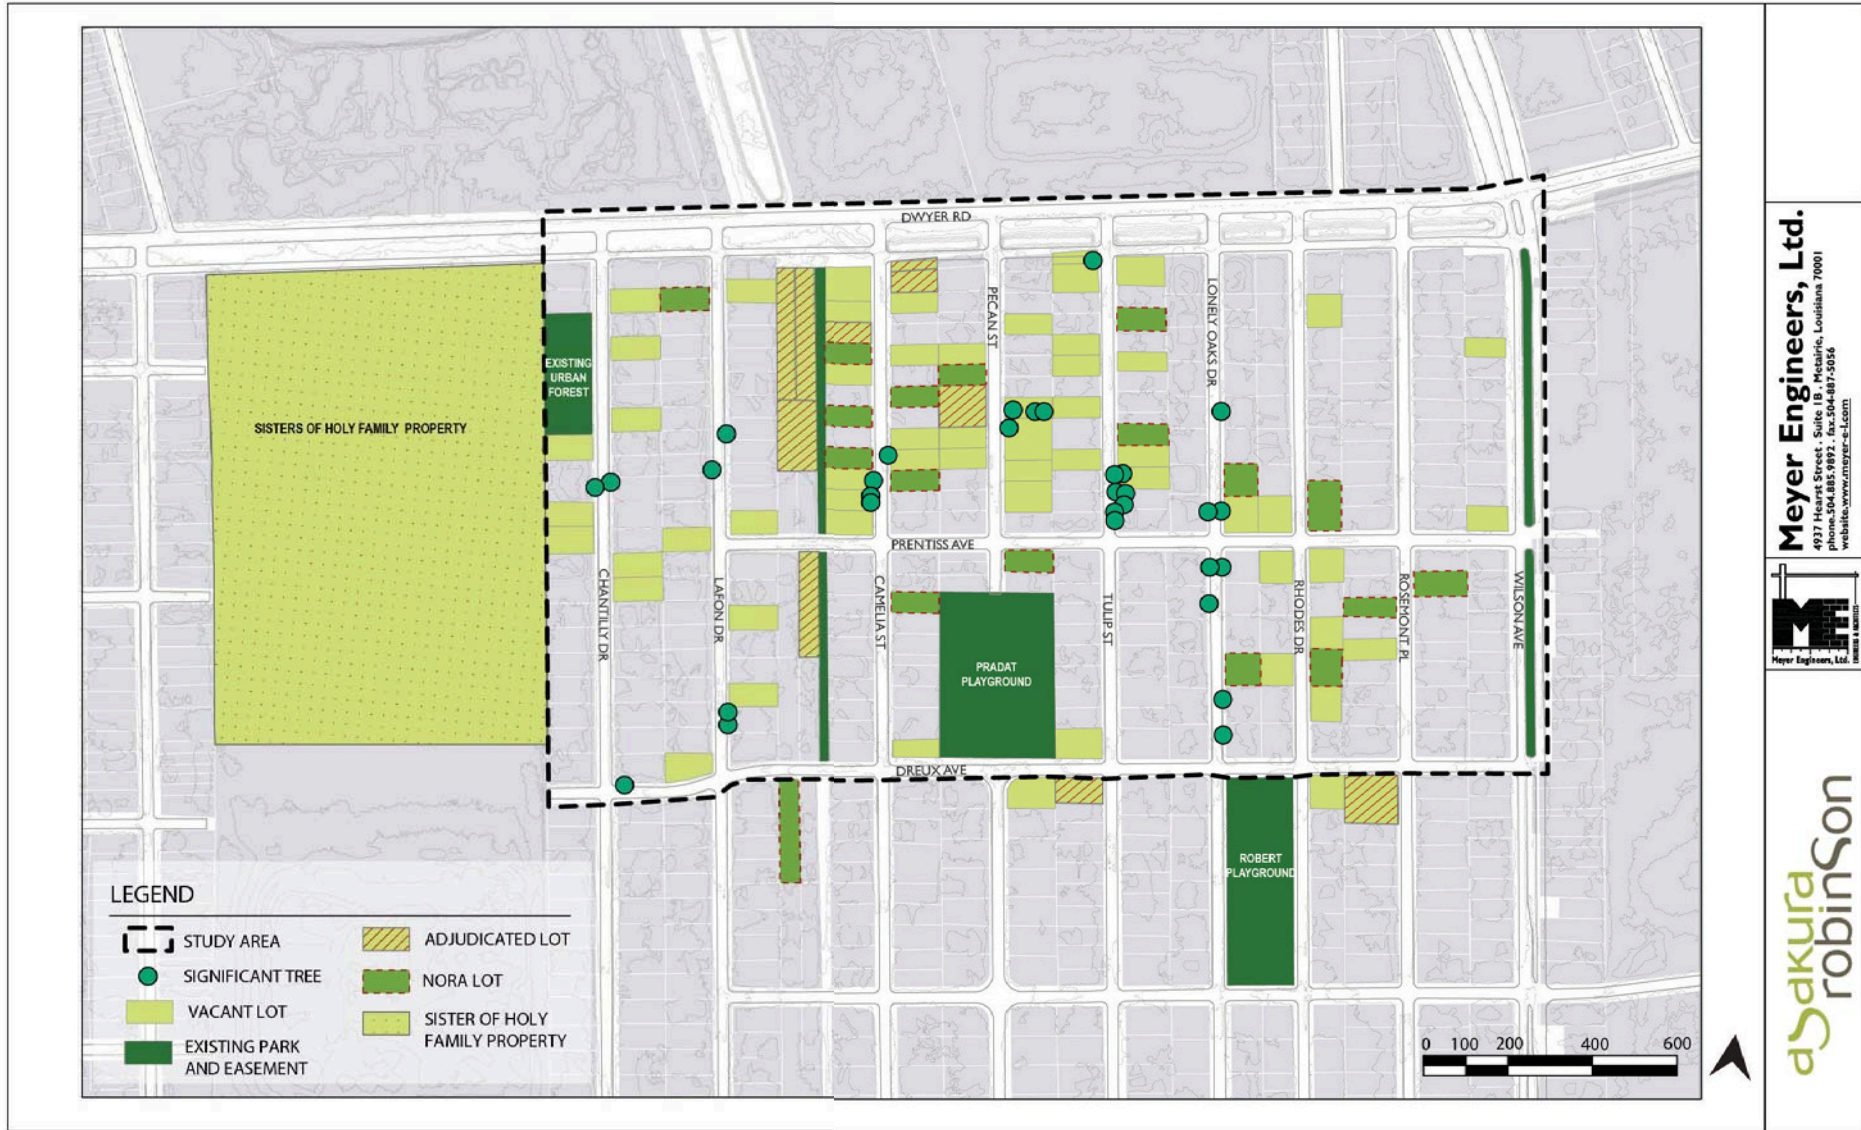 DWYER RD
PECAN ST
LONELY OAKS DR
EXISTING
URBAN
FOREST
SISTERS OF HOLY FAMILY PROPERTY
PRENTISS AVE
CHANTILLY DR
LAFON DR
CAMELIA ST
TULIP ST
RHODES DR
ROSEMONT PL
WILSON AVE
PRADAT
PLAYGROUND
DREUX AVE
ROBERT
PLAYGROUND
LEGEND
STUDY AREA
SIGNIFICANT TREE
VACANT LOT
EXISTING PARK
AND EASEMENT
ADJUDICATED LOT
NORA LOT
SISTER OF HOLY
FAMILY PROPERTY
0 100 200 400 600
Meyer Engineers, Ltd.
4937 Hearst Street . Suite 1B . Metairie, Louisiana 70001
phone.504.885.9892 . fax.504-887-5056
website.www.meyer-e-l.com
ME
Meyer Engineers, Ltd.
ENGINEERS & ARCHITECTS
asakura
robinson